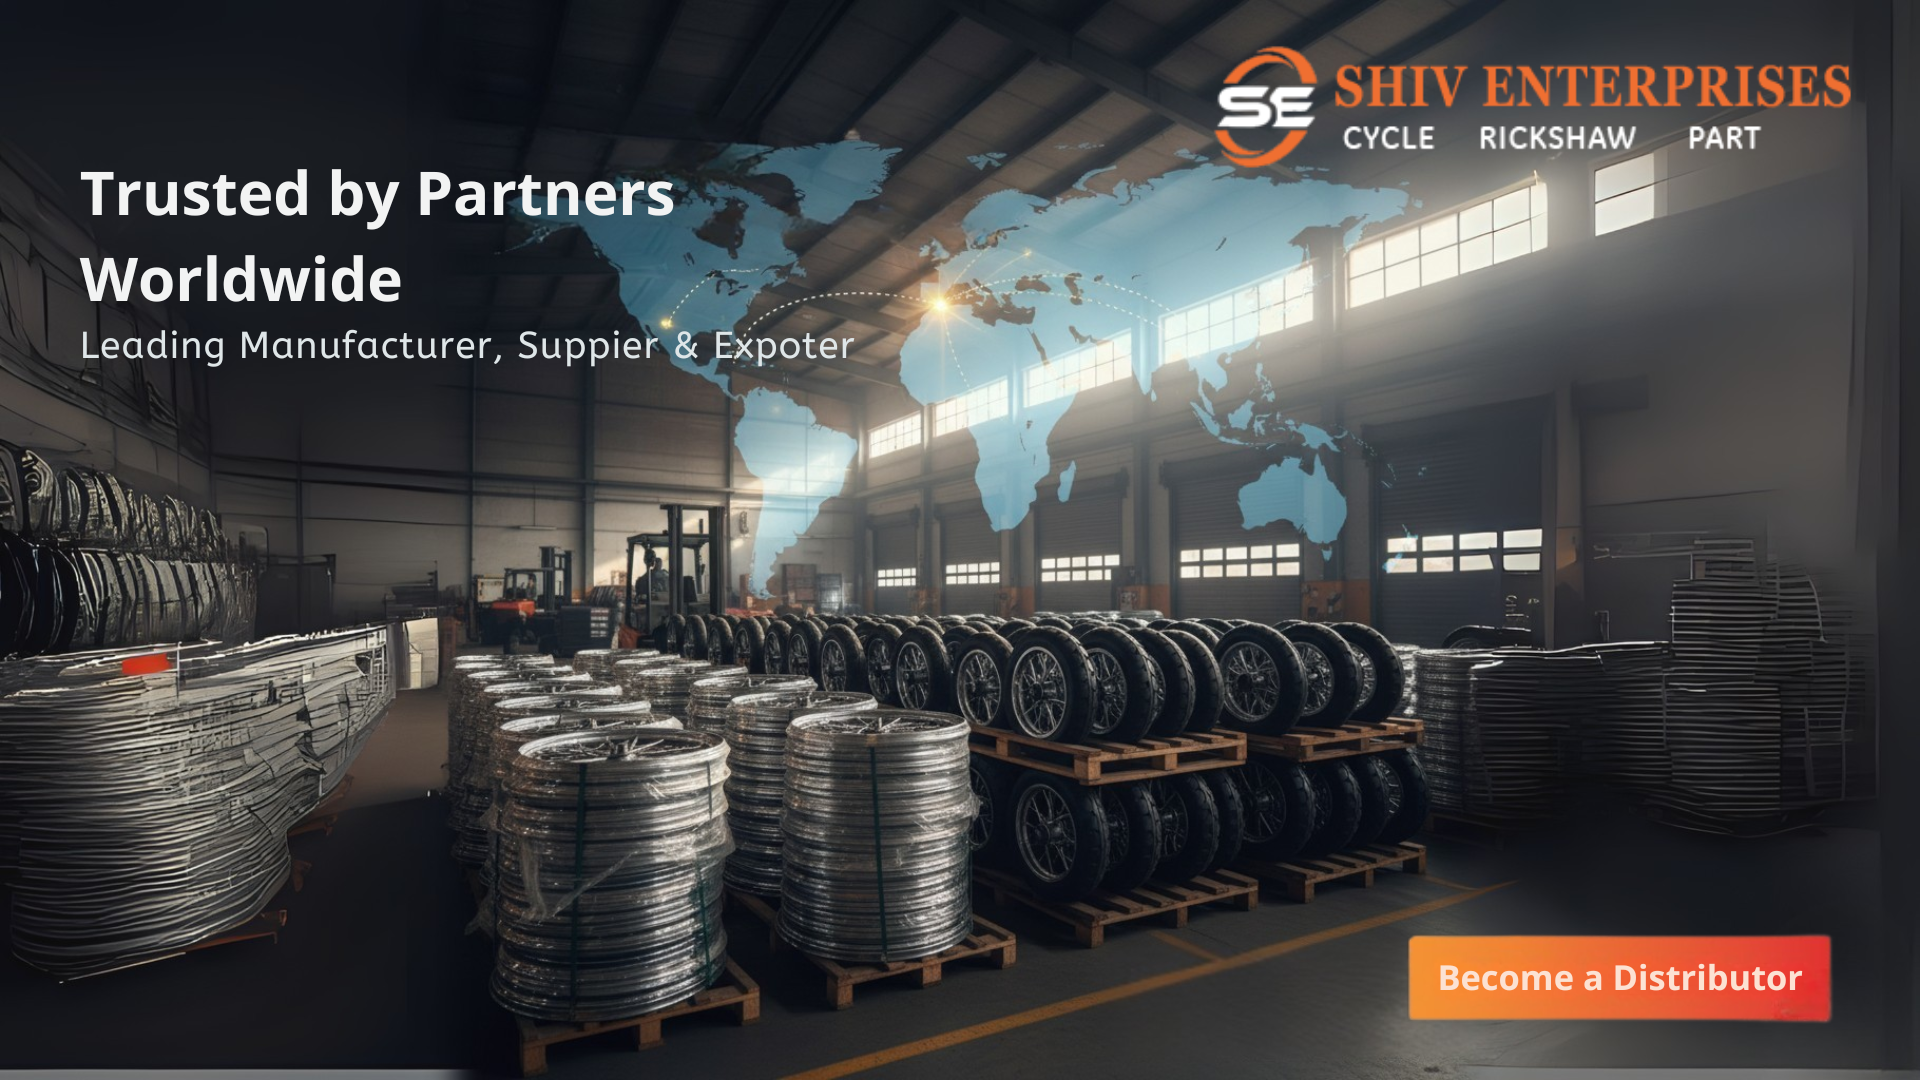 SE
SHIV ENTERPRISES
CYCLE RICKSHAW PART
Trusted by Partners
Worldwide
Leading Manufacturer, Suppier & Expoter
Become a Distributor